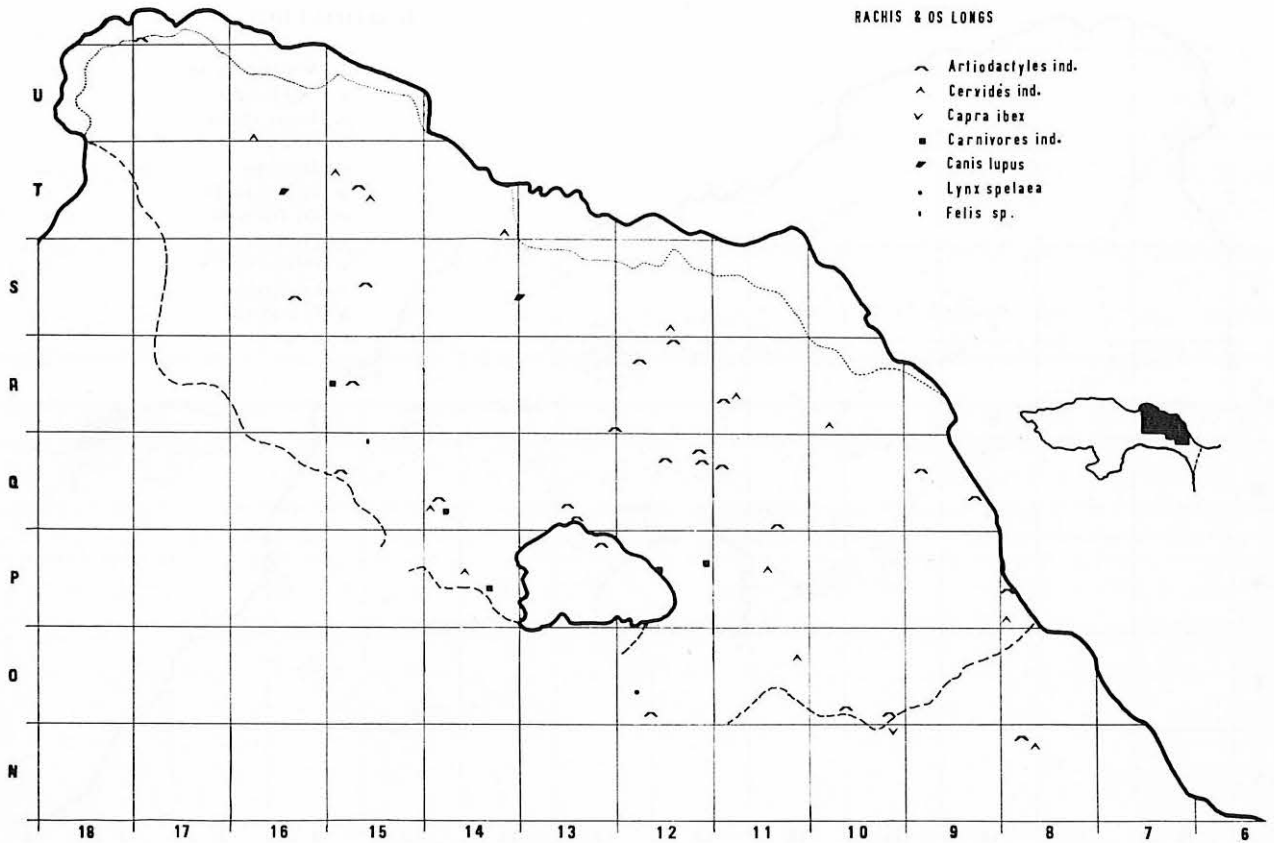 RACHIS & OS LONGS
Artiodactyles ind.
Cervidés ind.
Capra ibex
Carnivores ind.
Canis lupus
Lynx spelaea
Felis sp.
U
T
S
R
Q
P
O
N
18 17 16 15 14 13 12 11 10 9 8 7 6